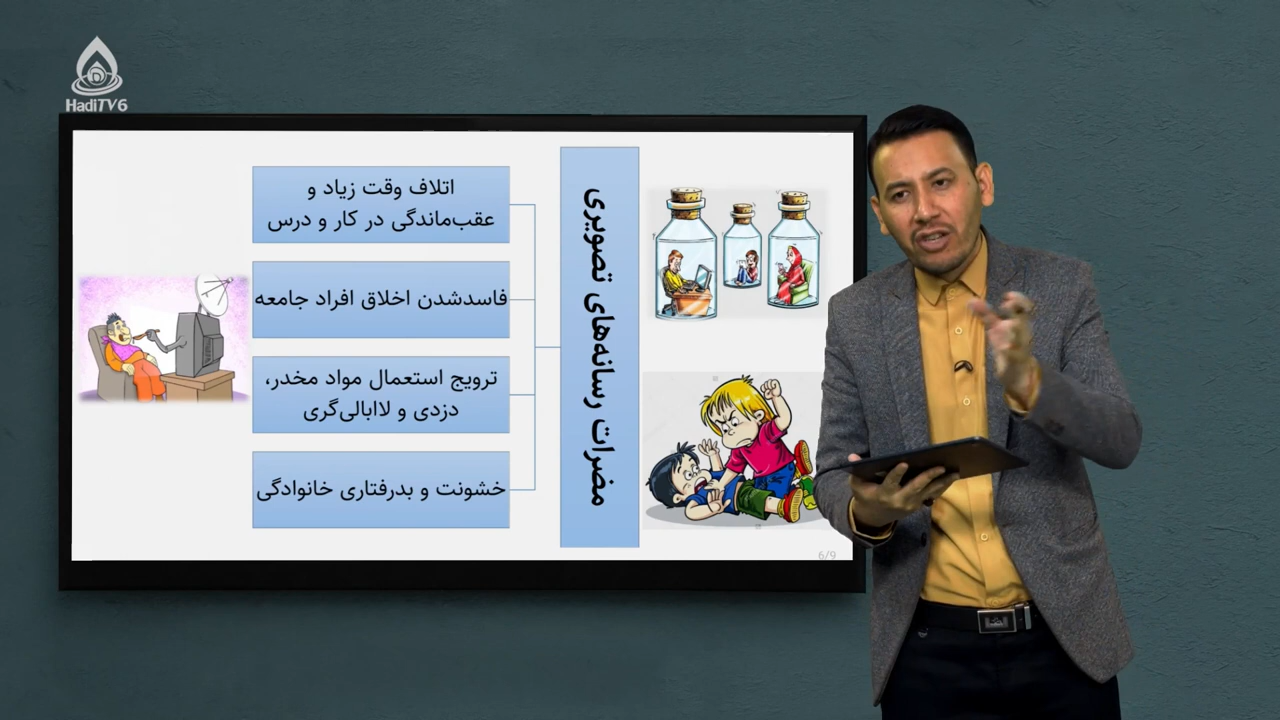 HadiTV6
مضرات رسانه‌های تصویری
اتلاف وقت زیاد و
عقب‌ماندگی در کار و درس
فاسدشدن اخلاق افراد جامعه
ترویج استعمال مواد مخدر،
دزدی و لاابالی‌گری
خشونت و بدرفتاری خانوادگی
6/9